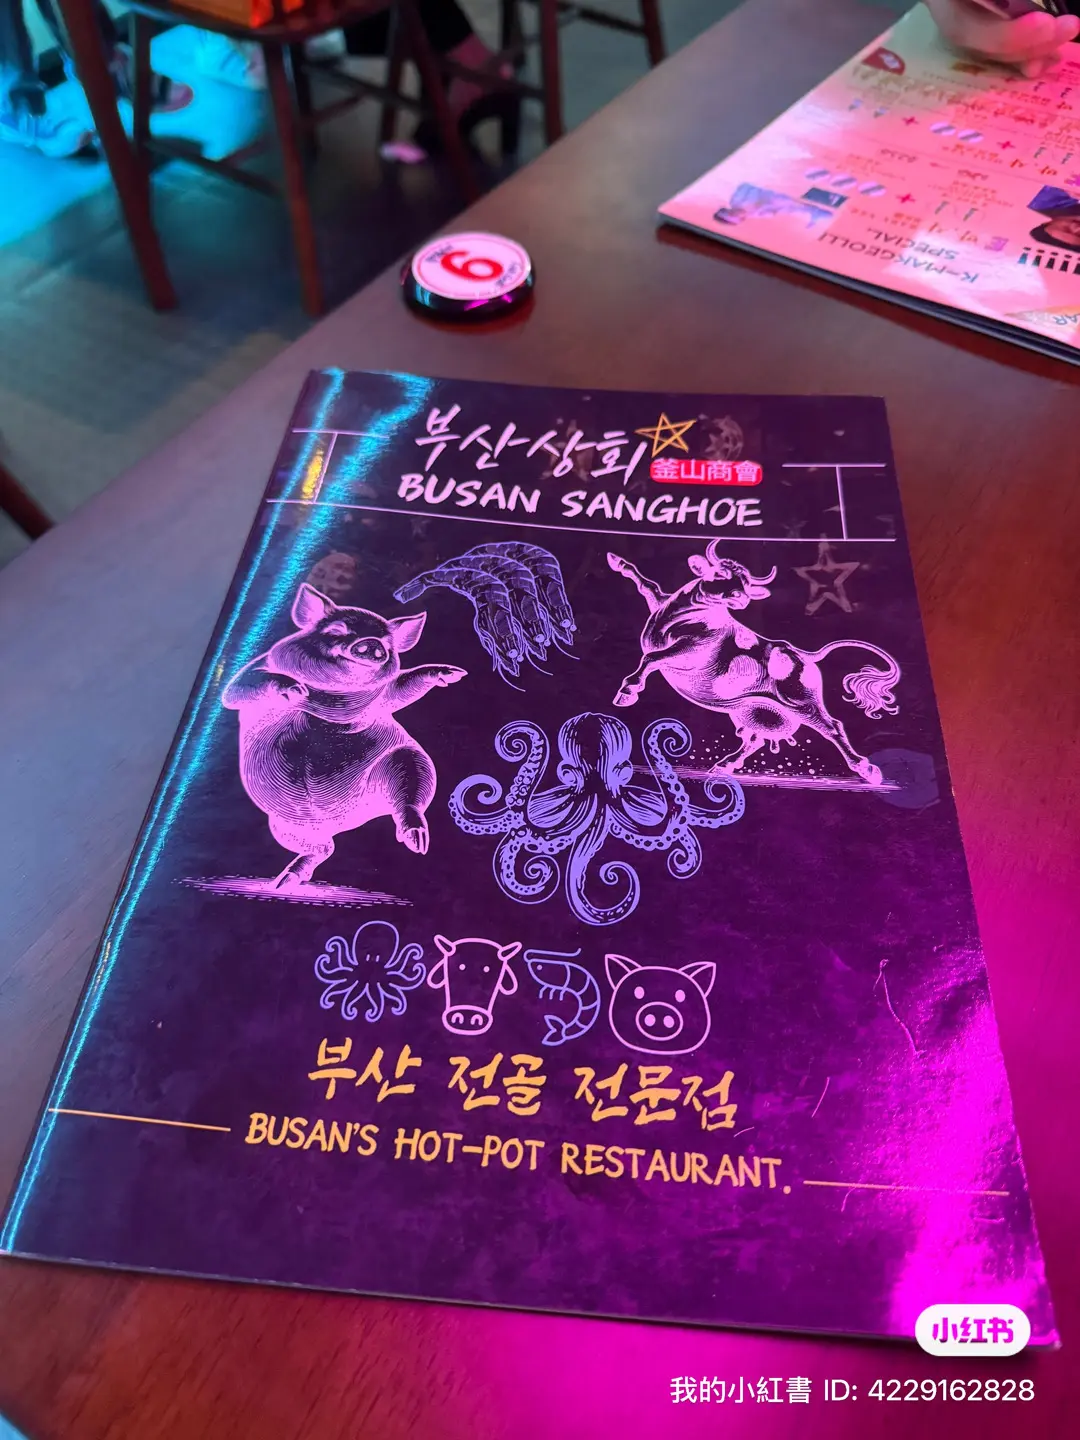 6
K-MAKGEOLLI
SPECIAL
부산상회
釜山商會
BUSAN SANGHOE
부산 전골 전문점
BUSAN'S HOT-POT RESTAURANT.
小红书
我的小紅書 ID: 4229162828